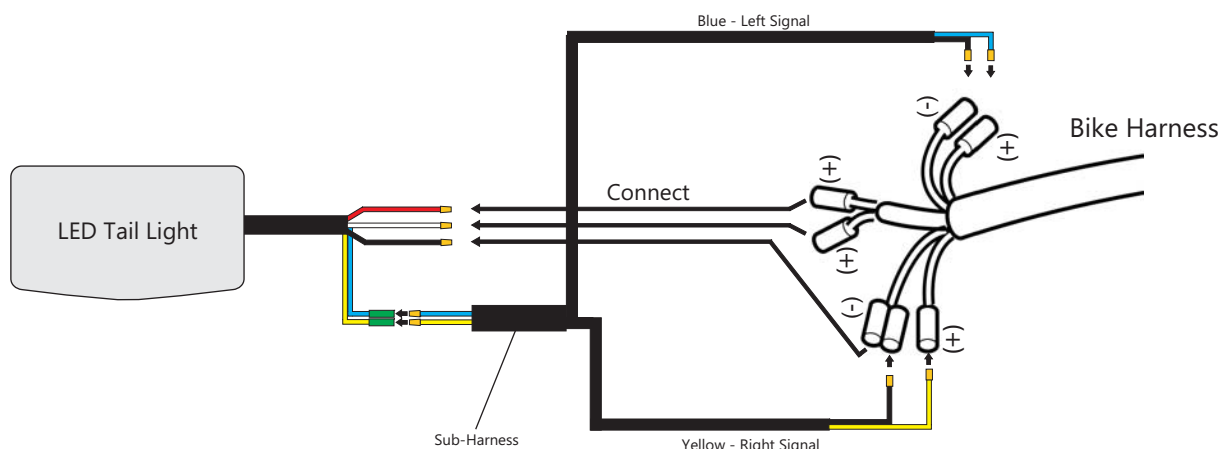 Blue - Left Signal
(-)
(+)
Bike Harness
(+)
Connect
LED Tail Light
(+)
(-)
(+)
Sub-Harness
Yellow - Right Signal